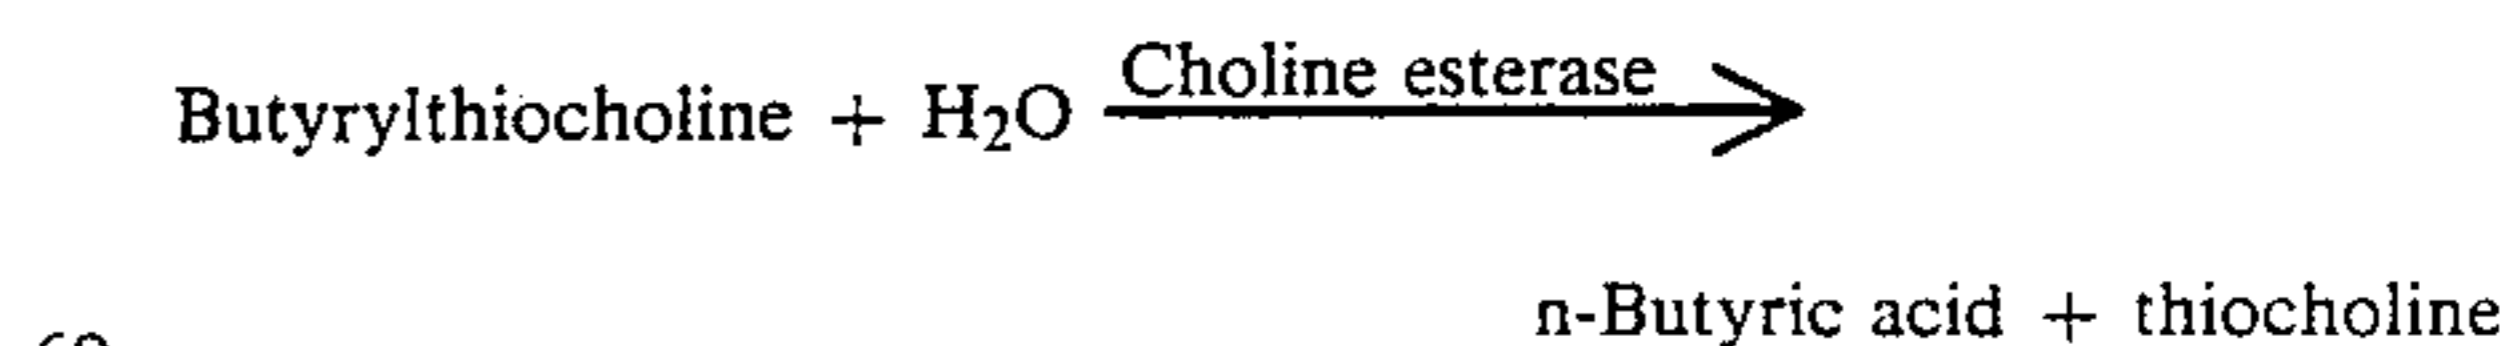 Choline esterase
Butyrylthiocholine + H₂O
n-Butyric acid + thiocholine